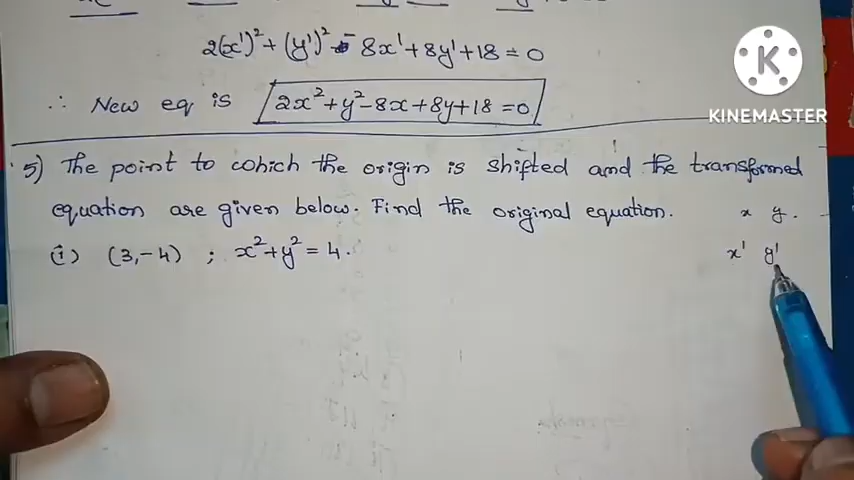 2(x')² + (y')² - 8x' + 8y' + 18 = 0
∴ New eq is 2x² + y² - 8x + 8y + 18 = 0
5) The point to which the origin is shifted and the transformed
equation are given below. Find the original equation. x y.
(i) (3,-4) ; x² + y² = 4. x' y'
K
KINEMASTER